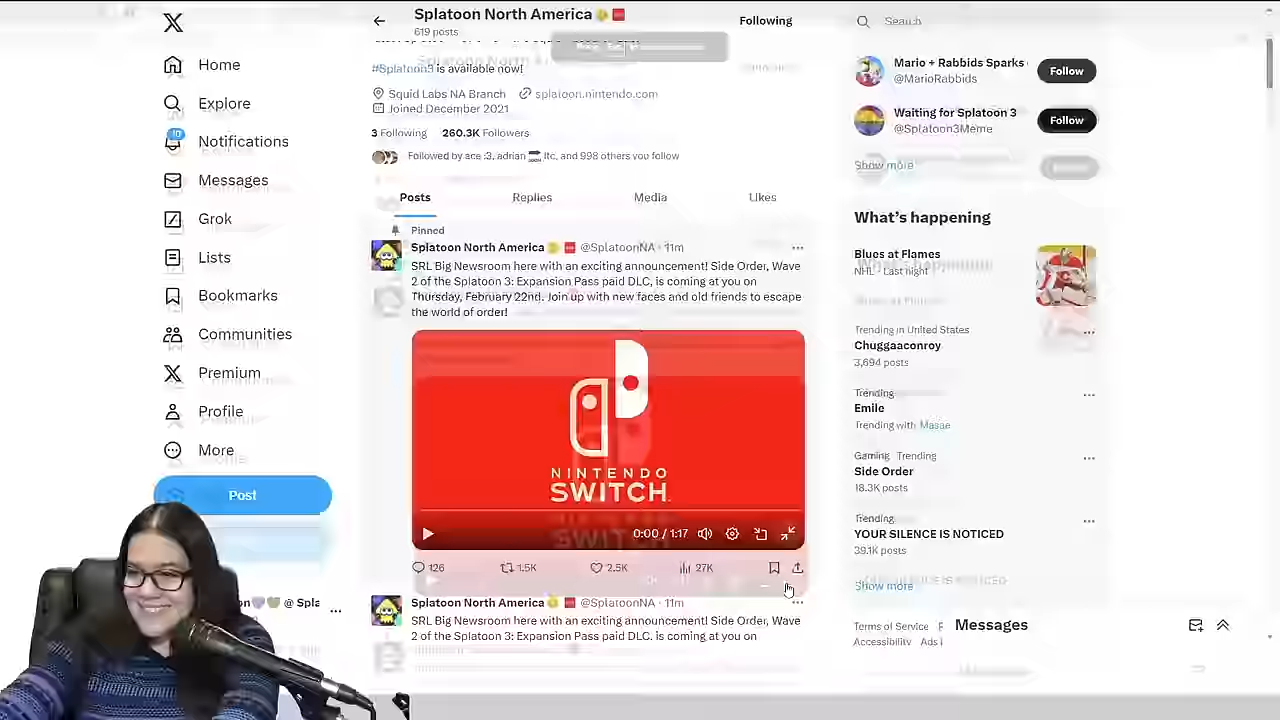 Splatoon North America
619 posts
Following
Search
#Splatoon3 is available now!
Squid Labs NA Branch splatoon.nintendo.com
Joined December 2021
3 Following 260.3K Followers
Followed by ace :3, adrian ltc, and 998 others you follow
Posts Replies Media Likes
Home
Explore
Notifications
Messages
Grok
Lists
Bookmarks
Communities
Premium
Profile
More
Post
on @ Spla
Pinned
Splatoon North America @SplatoonNA · 11m
SRL Big Newsroom here with an exciting announcement! Side Order, Wave
2 of the Splatoon 3: Expansion Pass paid DLC, is coming at you on
Thursday, February 22nd. Join up with new faces and old friends to escape
the world of order!
NINTENDO
SWITCH
0:00 / 1:17
126 1.5K 2.5K 27K
Splatoon North America @SplatoonNA · 11m
SRL Big Newsroom here with an exciting announcement! Side Order, Wave
2 of the Splatoon 3: Expansion Pass paid DLC, is coming at you on
Mario + Rabbids Sparks
@MarioRabbids
Follow
Waiting for Splatoon 3
@Splatoon3Meme
Follow
Show more
What's happening
Blues at Flames
NHL · Last night
Trending in United States
Chuggaaconroy
3,694 posts
Trending
Emile
Trending with Masae
Gaming · Trending
Side Order
18.3K posts
Trending
YOUR SILENCE IS NOTICED
39.1K posts
Show more
Terms of Service
Accessibility Ads i
Messages